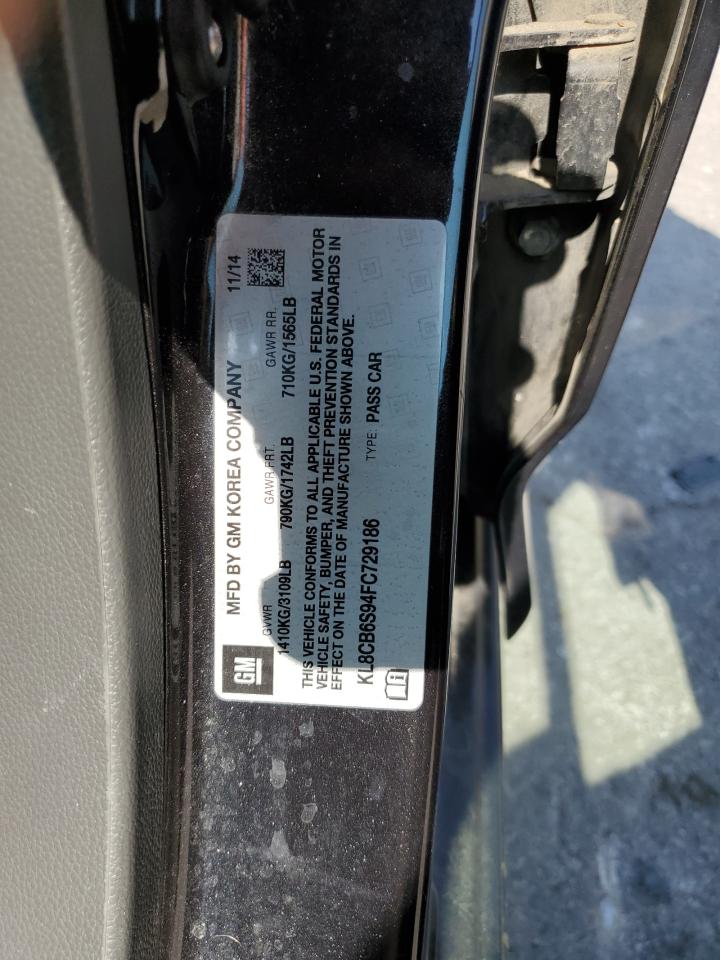 GM
MFD BY GM KOREA COMPANY 11/14
GVWR GAWR FRT. GAWR RR.
1410KG/3109LB 790KG/1742LB 710KG/1565LB
THIS VEHICLE CONFORMS TO ALL APPLICABLE U.S. FEDERAL MOTOR
VEHICLE SAFETY, BUMPER, AND THEFT PREVENTION STANDARDS IN
EFFECT ON THE DATE OF MANUFACTURE SHOWN ABOVE.
KL8CB6S94FC729186 TYPE: PASS CAR